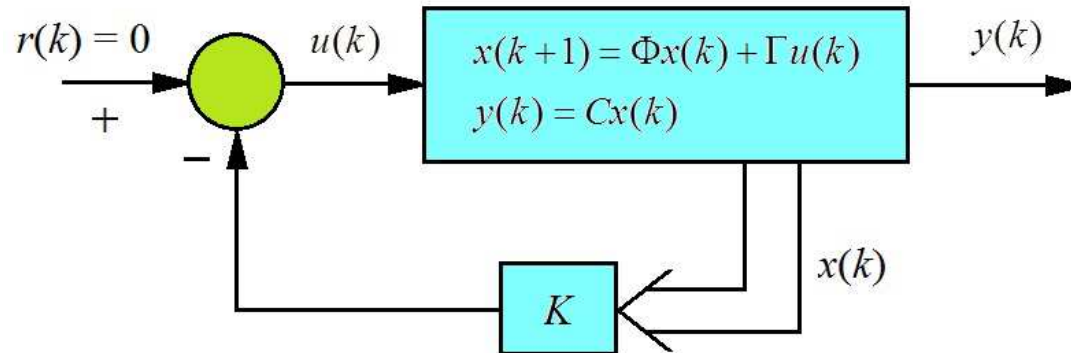 r(k) = 0
+
−
u(k)
x(k+1) = Φx(k) + Γu(k)
y(k) = Cx(k)
y(k)
x(k)
K